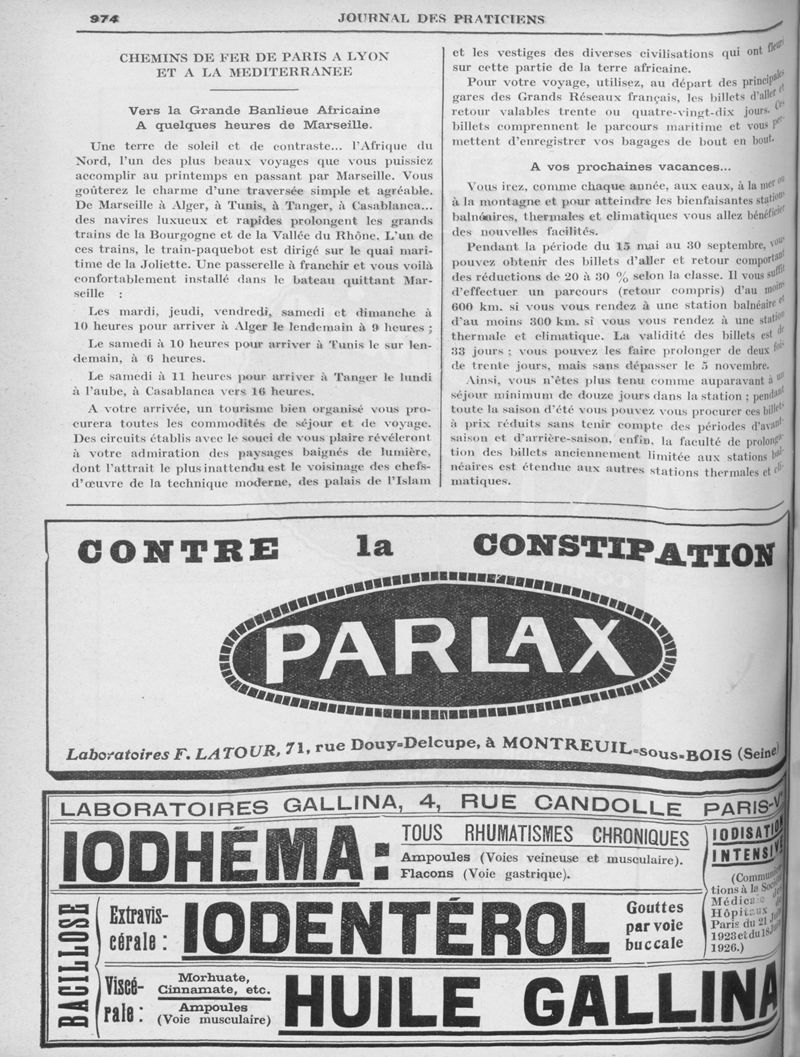 974
JOURNAL DES PRATICIENS
CHEMINS DE FER DE PARIS A LYON
ET A LA MEDITERRANEE
Vers la Grande Banlieue Africaine
A quelques heures de Marseille.
Une terre de soleil et de contraste... l'Afrique du
Nord, l'un des plus beaux voyages que vous puissiez
accomplir au printemps en passant par Marseille. Vous
goûterez le charme d'une traversée simple et agréable.
De Marseille à Alger, à Tunis, à Tanger, à Casablanca...
des navires luxueux et rapides prolongent les grands
trains de la Bourgogne et de la Vallée du Rhône. L'un de
ces trains, le train-paquebot est dirigé sur le quai mari-
time de la Joliette. Une passerelle à franchir et vous voilà
confortablement installé dans le bateau quittant Mar-
seille :
Les mardi, jeudi, vendredi, samedi et dimanche à
10 heures pour arriver à Alger le lendemain à 9 heures ;
Le samedi à 10 heures pour arriver à Tunis le sur len-
demain, à 6 heures.
Le samedi à 11 heures pour arriver à Tanger le lundi
à l'aube, à Casablanca vers 16 heures.
A votre arrivée, un tourisme bien organisé vous pro-
curera toutes les commodités de séjour et de voyage.
Des circuits établis avec le souci de vous plaire révéleront
à votre admiration des paysages baignés de lumière,
dont l'attrait le plus inattendu est le voisinage des chefs-
d'œuvre de la technique moderne, des palais de l'Islam
et les vestiges des diverses civilisations qui ont fleuri
sur cette partie de la terre africaine.
Pour votre voyage, utilisez, au départ des principales
gares des Grands Réseaux français, les billets d'aller et
retour valables trente ou quatre-vingt-dix jours. Ces
billets comprennent le parcours maritime et vous per-
mettent d'enregistrer vos bagages de bout en bout.
A vos prochaines vacances...
Vous irez, comme chaque année, aux eaux, à la mer ou
à la montagne et pour atteindre les bienfaisantes stations
balnéaires, thermales et climatiques vous allez bénéficier
des nouvelles facilités.
Pendant la période du 15 mai au 30 septembre, vous
pouvez obtenir des billets d'aller et retour comportant
des réductions de 20 à 30 % selon la classe. Il vous suffit
d'effectuer un parcours (retour compris) d'au moins
600 km. si vous vous rendez à une station balnéaire et
d'au moins 300 km. si vous vous rendez à une station
thermale et climatique. La validité des billets est de
33 jours ; vous pouvez les faire prolonger de deux fois
de trente jours, mais sans dépasser le 5 novembre.
Ainsi, vous n'êtes plus tenu comme auparavant à un
séjour minimum de douze jours dans la station ; pendant
toute la saison d'été vous pouvez vous procurer ces billets
à prix réduits sans tenir compte des périodes d'avant-
saison et d'arrière-saison, enfin, la faculté de prolonga-
tion des billets anciennement limitée aux stations bal-
néaires est étendue aux autres stations thermales et cli-
matiques.
CONTRE la CONSTIPATION
PARLAX
Laboratoires F. LATOUR, 71, rue Douy=Delcupe, à MONTREUIL=sous=BOIS (Seine)
LABORATOIRES GALLINA, 4, RUE CANDOLLE PARIS-V
IODHÉMA :
TOUS RHUMATISMES CHRONIQUES
Ampoules (Voies veineuse et musculaire).
Flacons (Voie gastrique).
IODISATION
INTENSIVE
(Communica
tions à la Soc
Médicale
Hôpitaux de
Paris du 21
1923 et du 18
1926.)
BACILLOSE
Extravis-
cérale :
IODENTÉROL
Gouttes
par voie
buccale
Viscé-
rale :
Morhuate,
Cinnamate, etc.
Ampoules
(Voie musculaire)
HUILE GALLINA